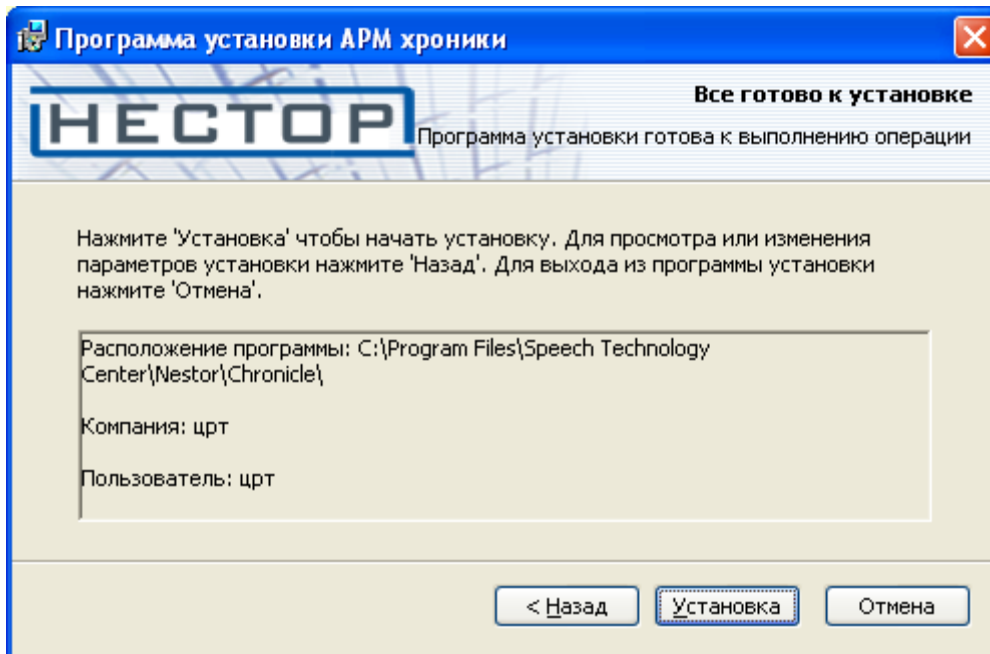 Программа установки АРМ хроники
НЕСТОР
Все готово к установке
Программа установки готова к выполнению операции
Нажмите 'Установка' чтобы начать установку. Для просмотра или изменения
параметров установки нажмите 'Назад'. Для выхода из программы установки
нажмите 'Отмена'.
Расположение программы: C:\Program Files\Speech Technology
Center\Nestor\Chronicle\
Компания: црт
Пользователь: црт
< Назад
Установка
Отмена